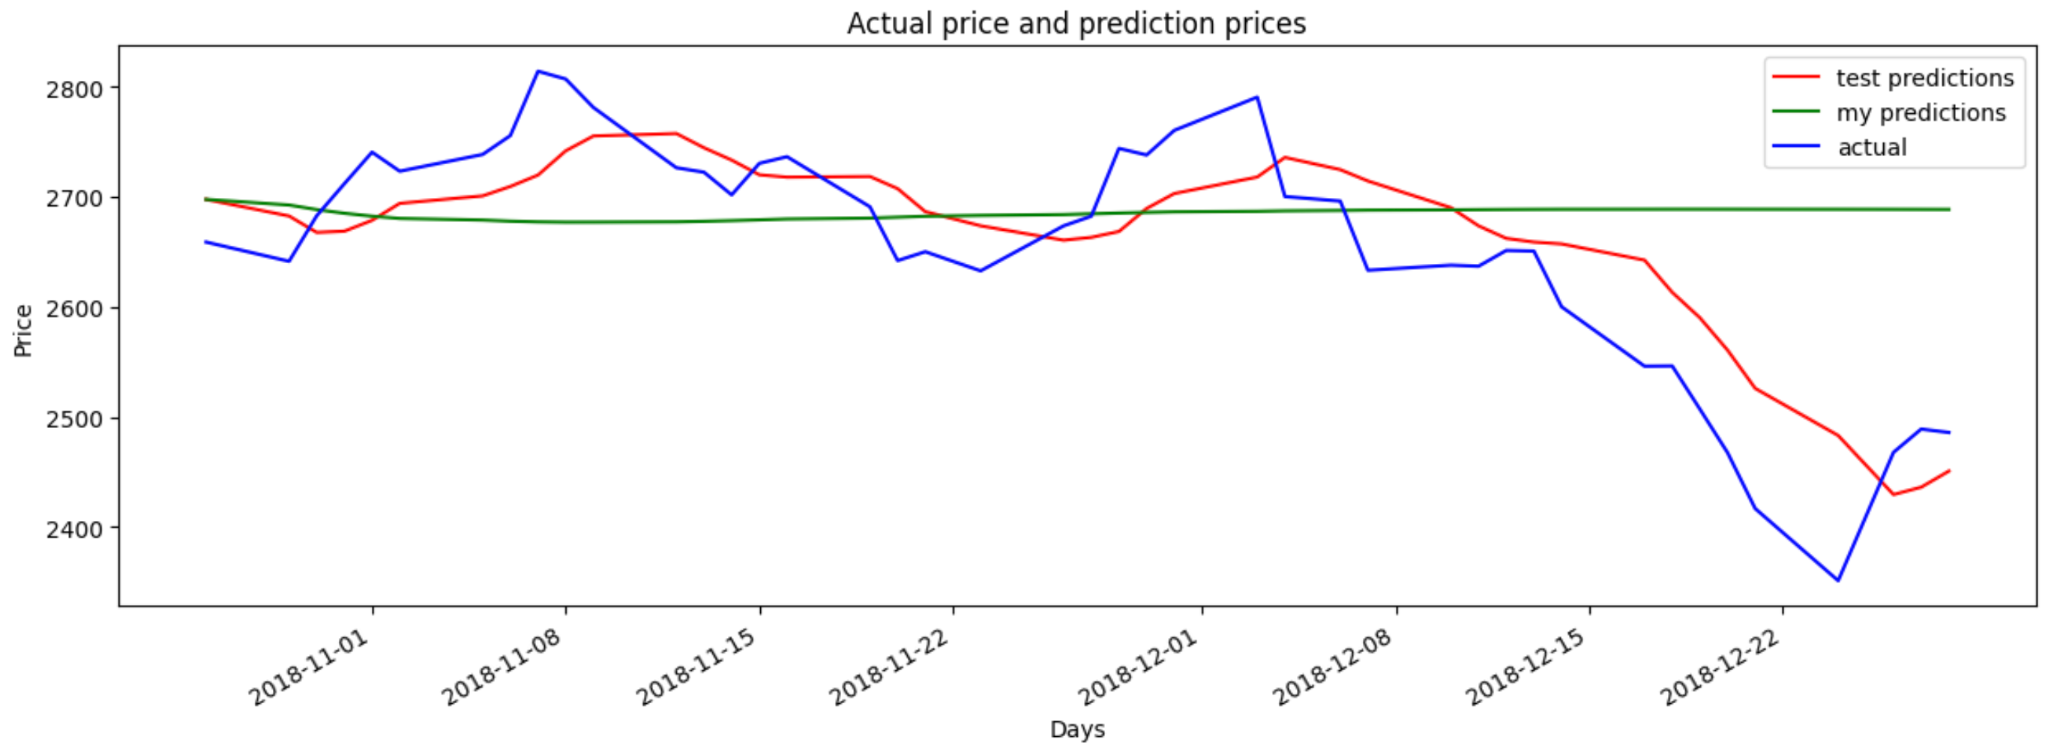 Actual price and prediction prices
test predictions
my predictions
actual
2800
2700
2600
2500
2400
Price
2018-11-01
2018-11-08
2018-11-15
2018-11-22
2018-12-01
2018-12-08
2018-12-15
2018-12-22
Days